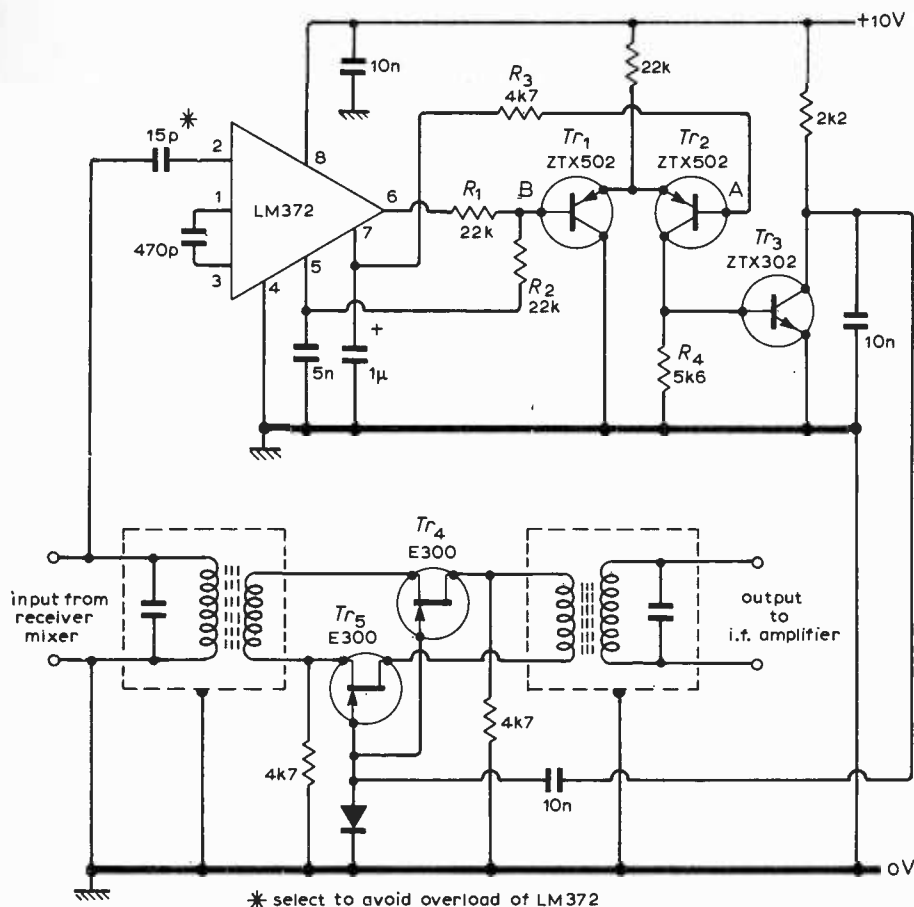 +10V
10n
22k
R3
4k7
2k2
15p *
2
8
Tr1
ZTX502
Tr2
ZTX502
1
LM372
6
R1
22k
B
A
7
470p
3
4
5
R2
22k
Tr3
ZTX302
+
5n
1μ
R4
5k6
10n
Tr4
E300
input from
receiver
mixer
Tr5
E300
output
to
i.f. amplifier
4k7
4k7
10n
0V
* select to avoid overload of LM372